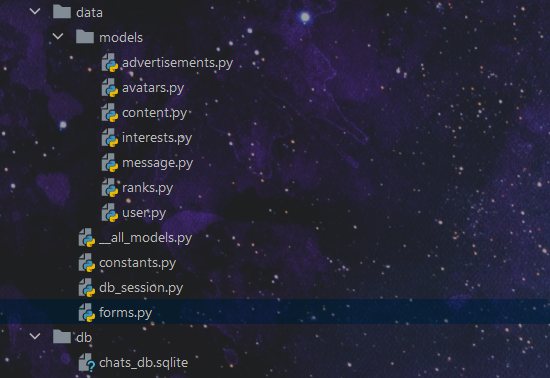 data
models
advertisements.py
avatars.py
content.py
interests.py
message.py
ranks.py
user.py
__all_models.py
constants.py
db_session.py
forms.py
db
chats_db.sqlite